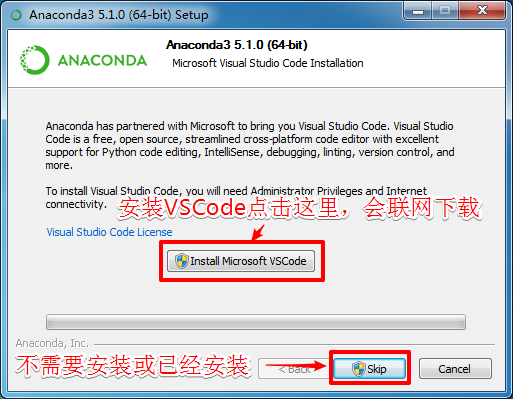 Anaconda3 5.1.0 (64-bit) Setup
ANACONDA
Anaconda3 5.1.0 (64-bit)
Microsoft Visual Studio Code Installation
Anaconda has partnered with Microsoft to bring you Visual Studio Code. Visual Studio
Code is a free, open source, streamlined cross-platform code editor with excellent
support for Python code editing, IntelliSense, debugging, linting, version control, and
more.
To install Visual Studio Code, you will need Administrator Privileges and Internet
connectivity.
安装VSCode点击这里，会联网下载
Visual Studio Code License
Install Microsoft VSCode
Anaconda, Inc.
不需要安装或已经安装
< Back
Skip
Cancel